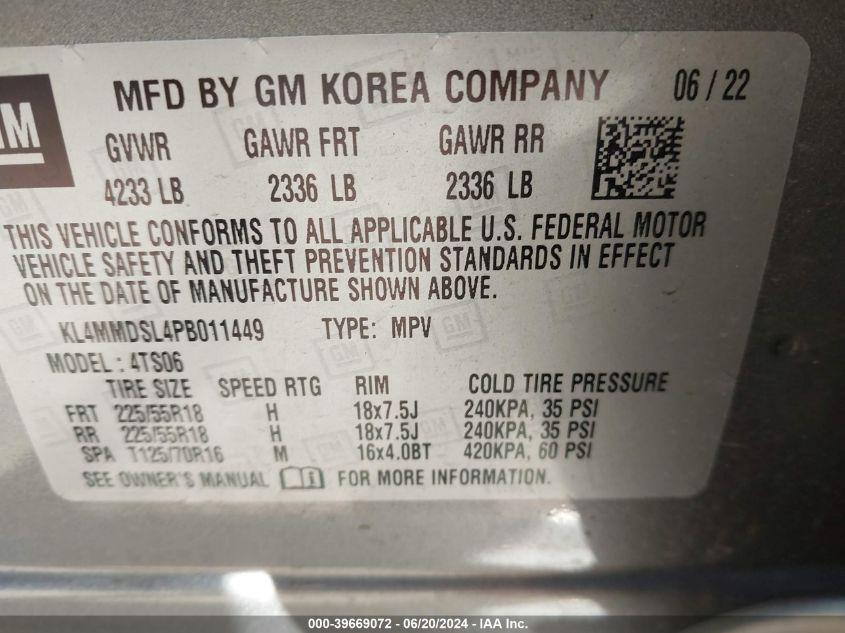 GM
MFD BY GM KOREA COMPANY 06 / 22
GVWR GAWR FRT GAWR RR
4233 LB 2336 LB 2336 LB
THIS VEHICLE CONFORMS TO ALL APPLICABLE U.S. FEDERAL MOTOR
VEHICLE SAFETY AND THEFT PREVENTION STANDARDS IN EFFECT
ON THE DATE OF MANUFACTURE SHOWN ABOVE.
KL4MMDSL4PB011449 TYPE: MPV
MODEL : 4TS06
TIRE SIZE SPEED RTG RIM COLD TIRE PRESSURE
FRT 225/55R18 H 18x7.5J 240KPA, 35 PSI
RR 225/55R18 H 18x7.5J 240KPA, 35 PSI
SPA T125/70R16 M 16x4.0BT 420KPA, 60 PSI
SEE OWNER'S MANUAL FOR MORE INFORMATION.
000-39669072 - 06/20/2024 - IAA Inc.